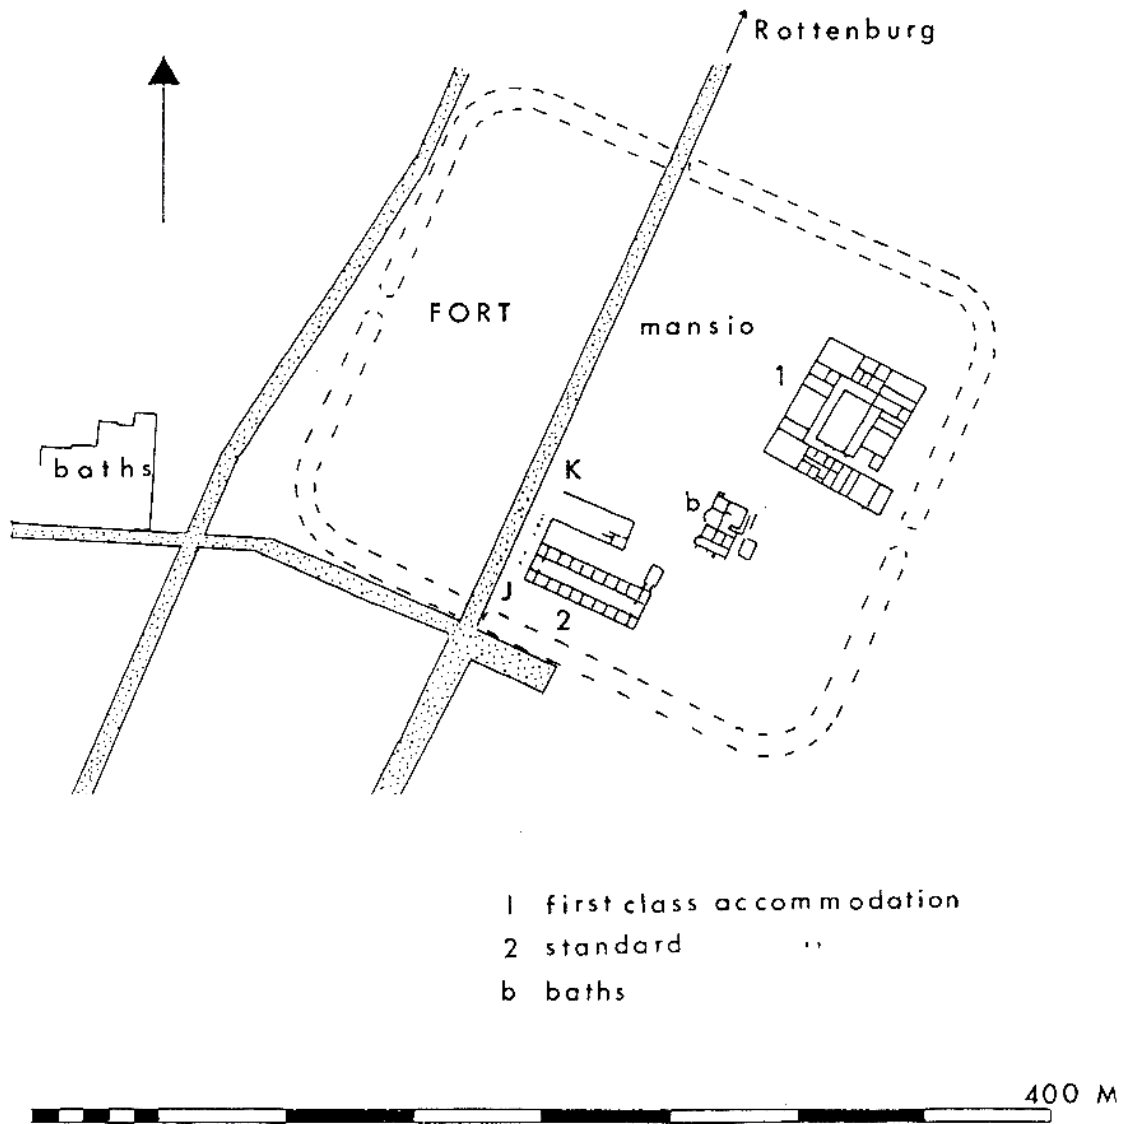 Rottenburg
FORT
mansio
1
baths
K
b
J
2
1 first class accommodation
2 standard "
b baths
400 M